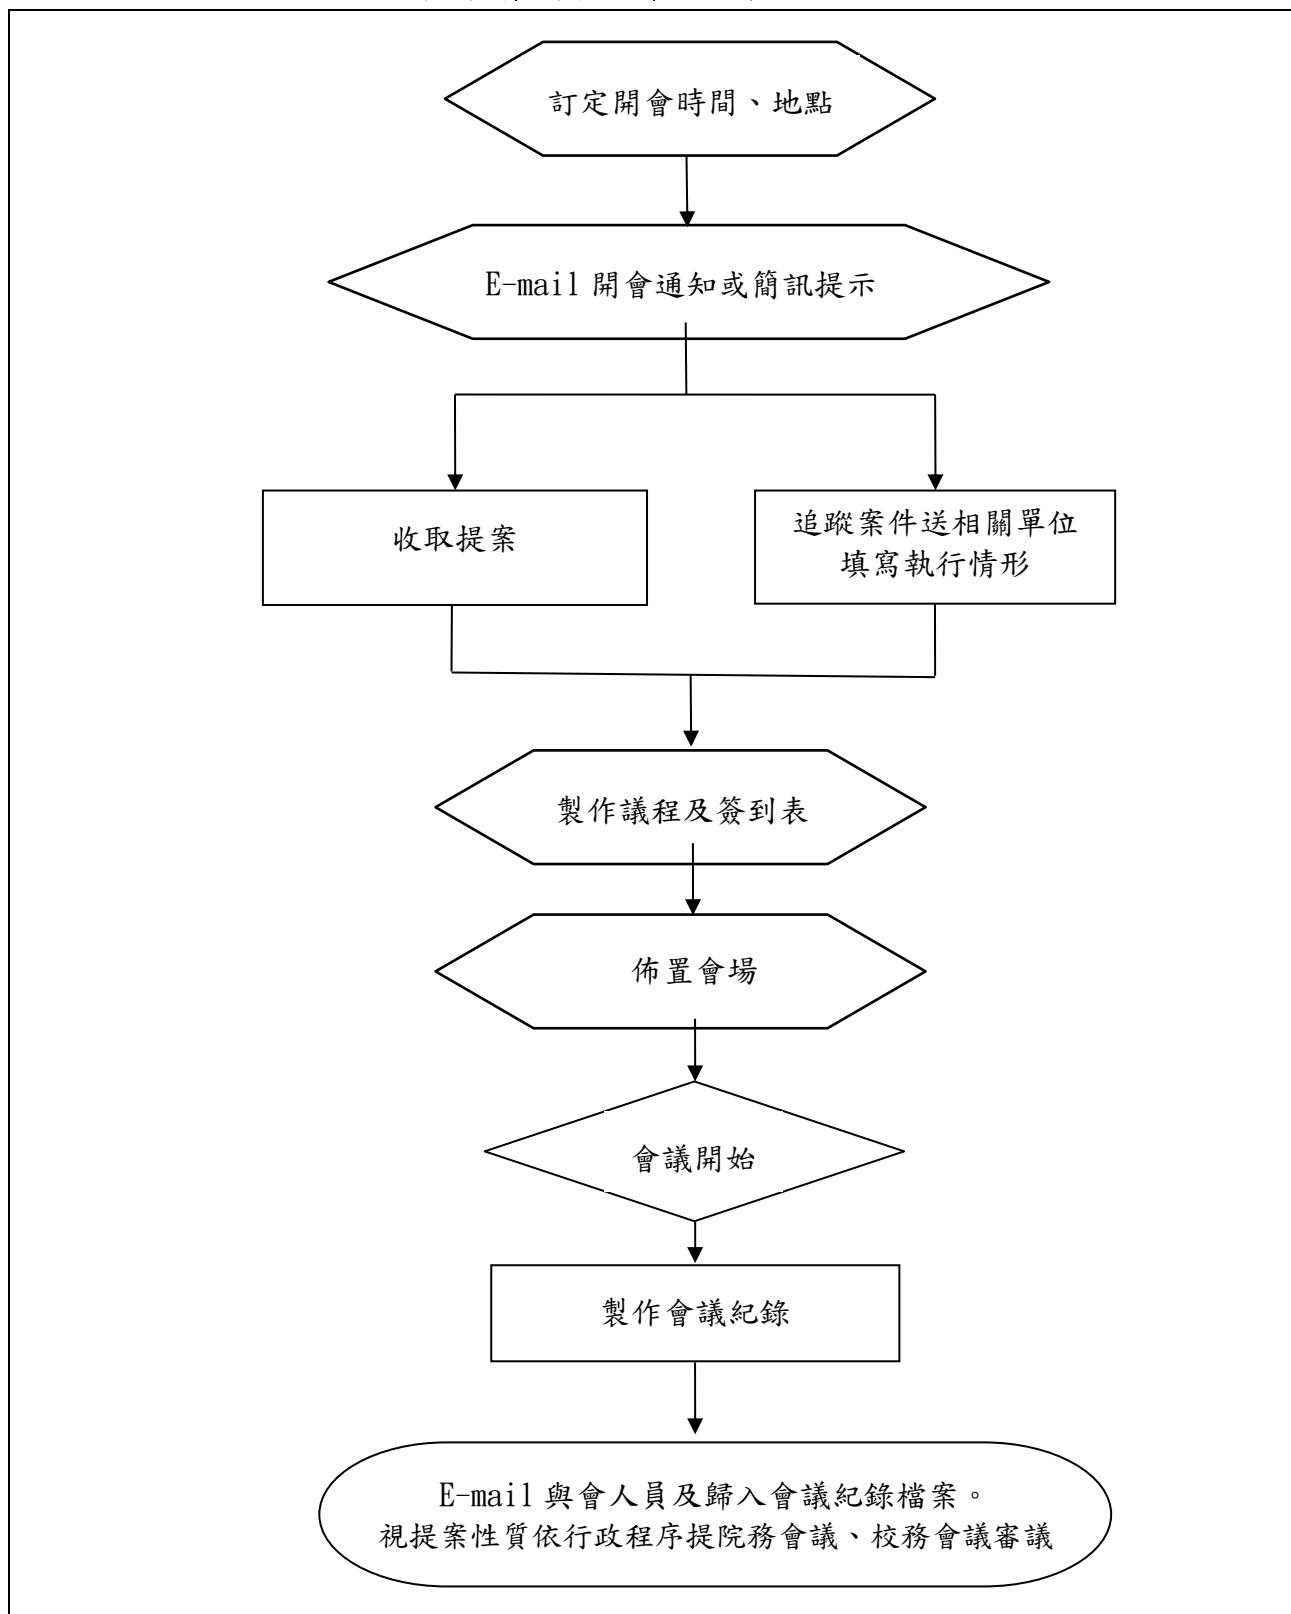 訂定開會時間、地點
E-mail 開會通知或簡訊提示
收取提案
追蹤案件送相關單位
填寫執行情形
製作議程及簽到表
佈置會場
會議開始
製作會議紀錄
E-mail 與會人員及歸入會議紀錄檔案。
視提案性質依行政程序提院務會議、校務會議審議